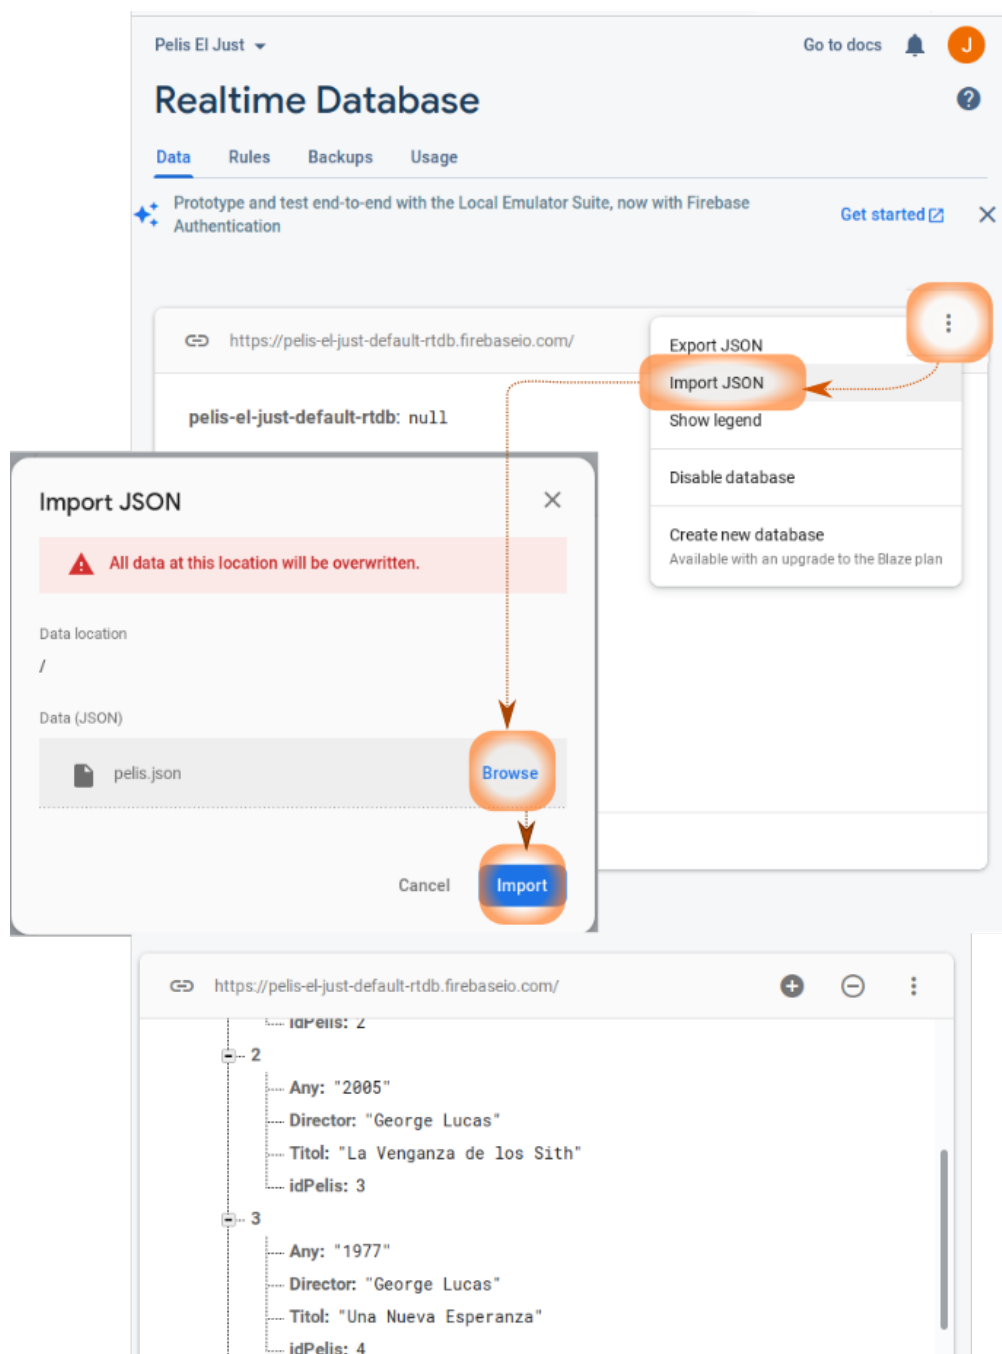 Pelis El Just
Go to docs
J
Realtime Database
?
Data Rules Backups Usage
Prototype and test end-to-end with the Local Emulator Suite, now with Firebase
Authentication
Get started
https://pelis-el-just-default-rtdb.firebaseio.com/
Export JSON
Import JSON
Show legend
Disable database
Create new database
Available with an upgrade to the Blaze plan
pelis-el-just-default-rtdb: null
Import JSON
All data at this location will be overwritten.
Data location
/
Data (JSON)
pelis.json
Browse
Cancel
Import
https://pelis-el-just-default-rtdb.firebaseio.com/
idPelis: 2
2
Any: "2005"
Director: "George Lucas"
Titol: "La Venganza de los Sith"
idPelis: 3
3
Any: "1977"
Director: "George Lucas"
Titol: "Una Nueva Esperanza"
idPelis: 4